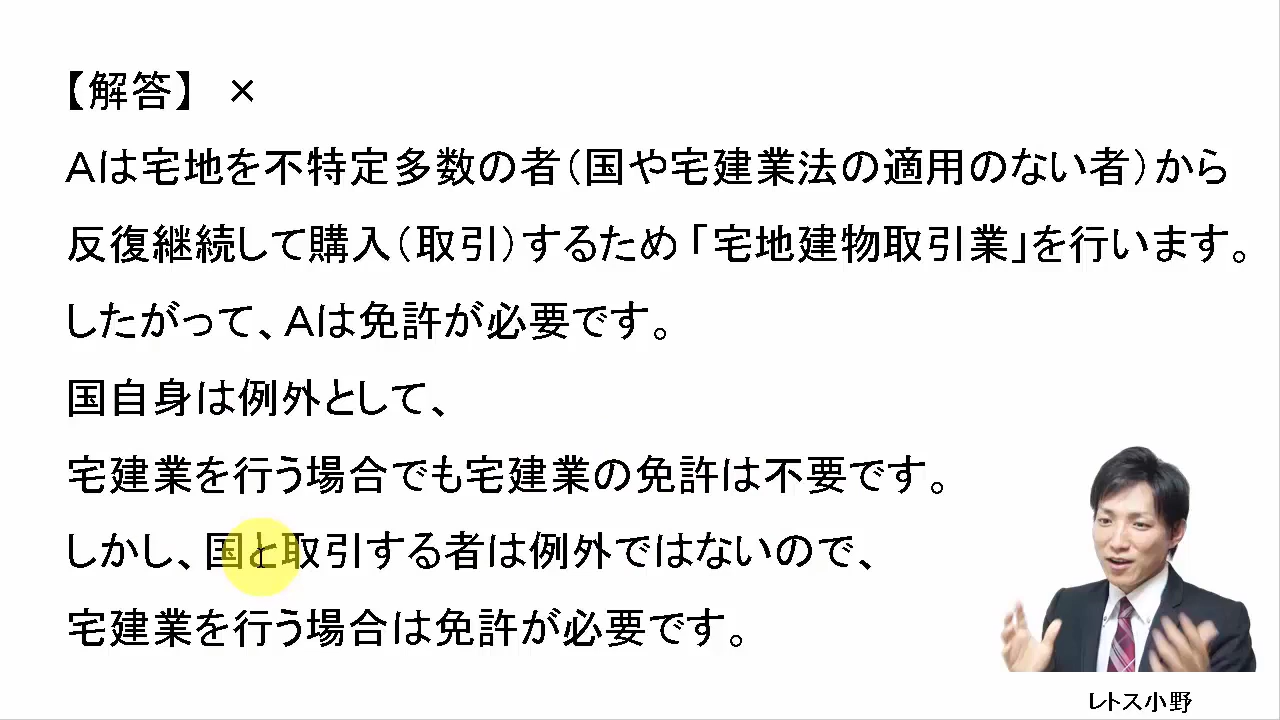 【解答】 ×
Aは宅地を不特定多数の者(国や宅建業法の適用のない者)から
反復継続して購入(取引)するため「宅地建物取引業」を行います。
したがって、Aは免許が必要です。
国自身は例外として、
宅建業を行う場合でも宅建業の免許は不要です。
しかし、国と取引する者は例外ではないので、
宅建業を行う場合は免許が必要です。
レトス小野